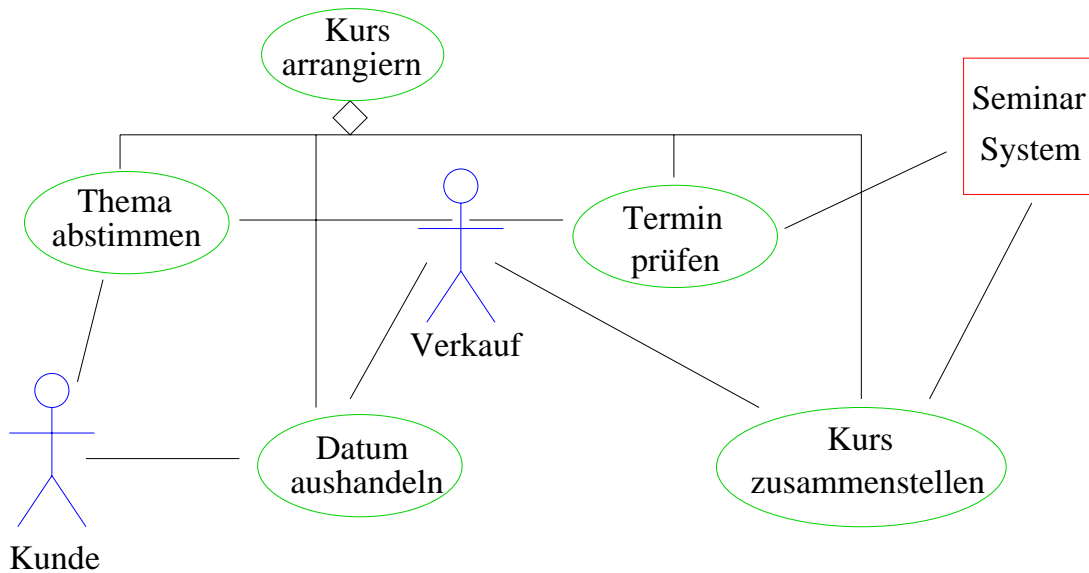 Kurs
arrangiern
Seminar
System
Thema
abstimmen
Termin
prüfen
Verkauf
Datum
aushandeln
Kurs
zusammenstellen
Kunde